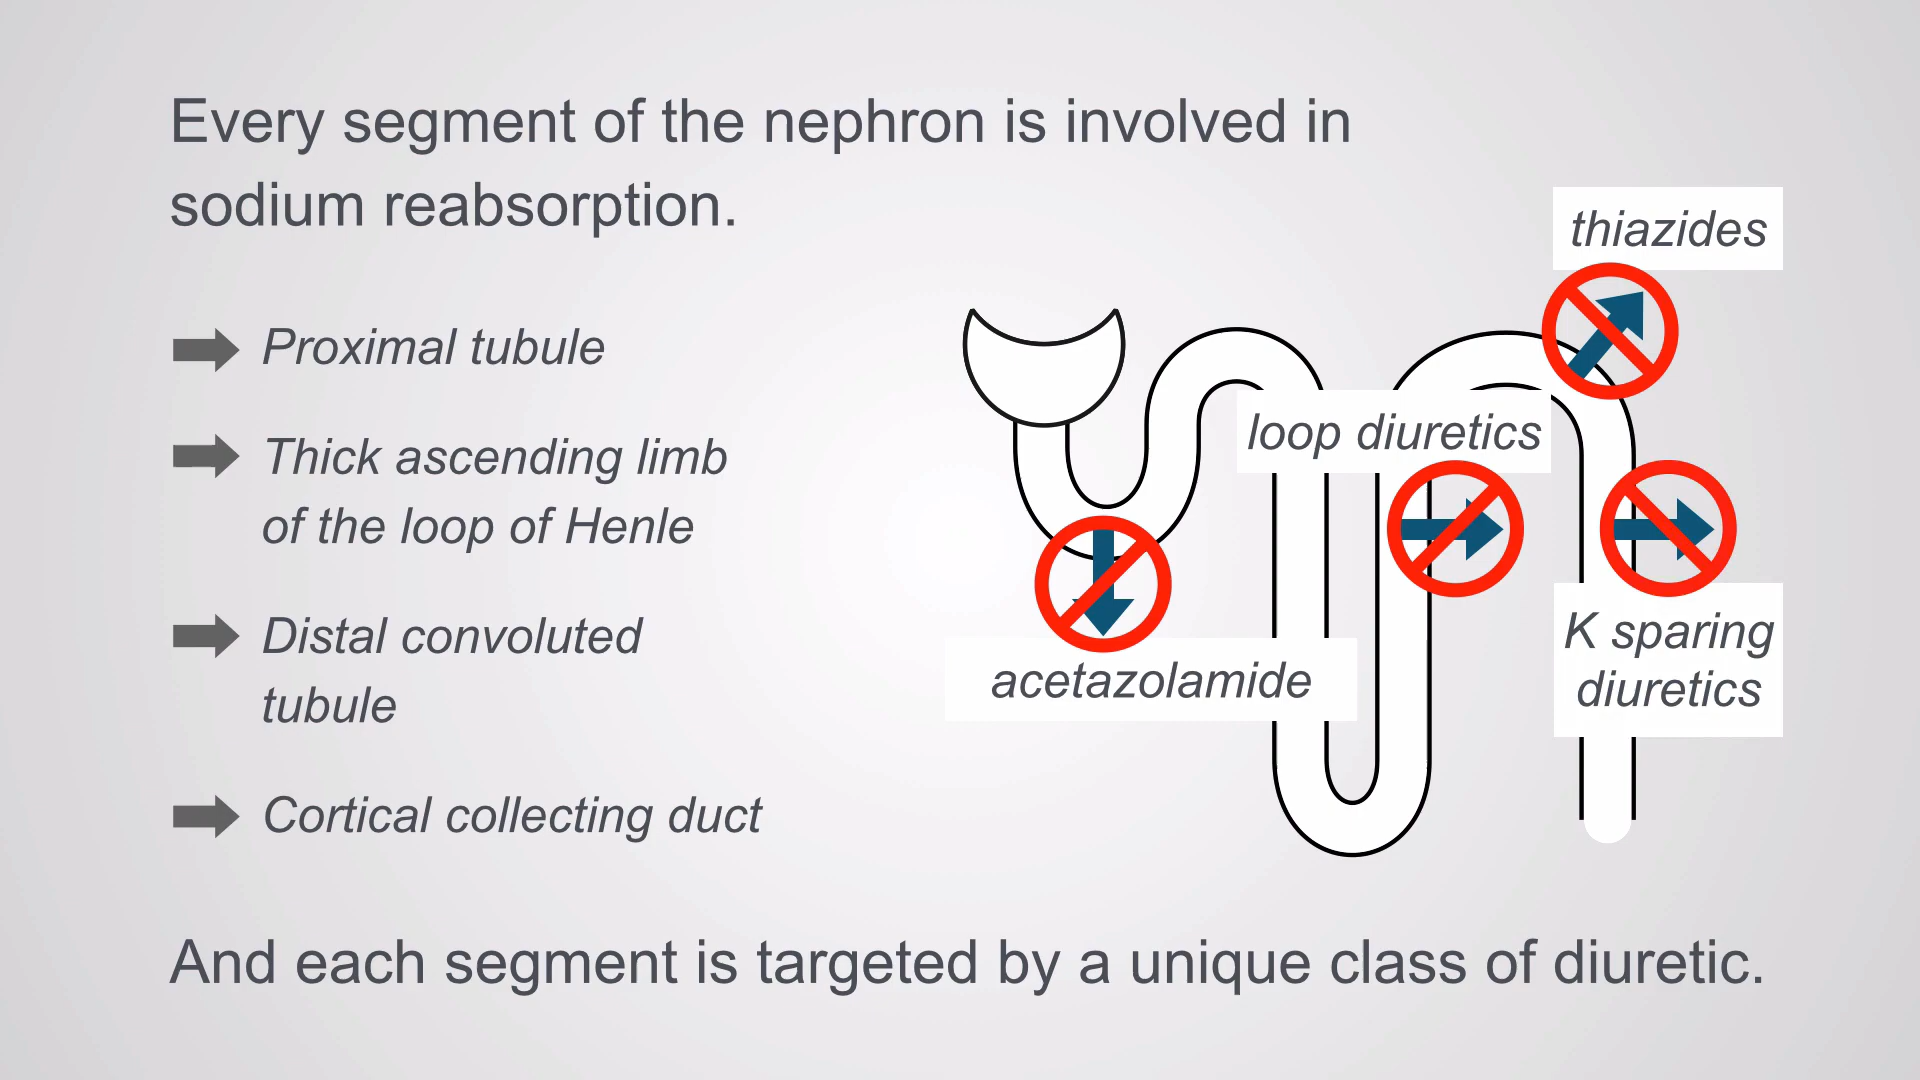 Every segment of the nephron is involved in
sodium reabsorption.
Proximal tubule
Thick ascending limb
of the loop of Henle
Distal convoluted
tubule
Cortical collecting duct
thiazides
loop diuretics
acetazolamide
K sparing
diuretics
And each segment is targeted by a unique class of diuretic.